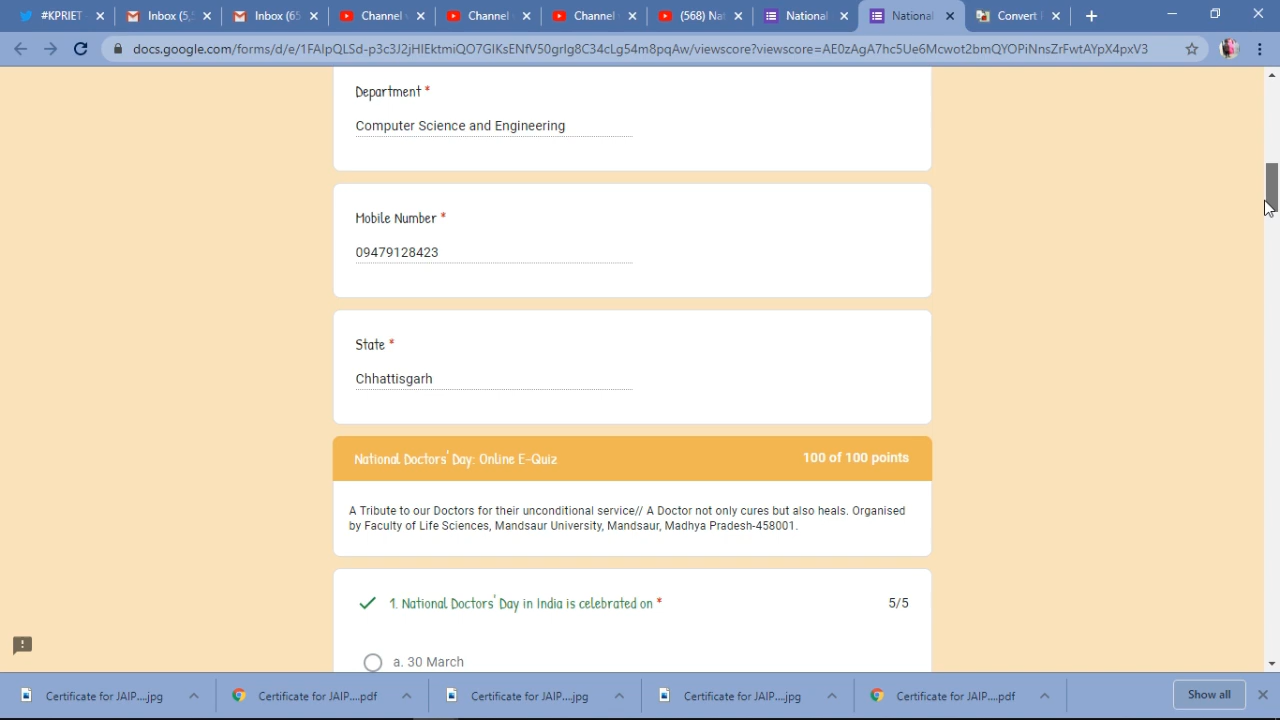 #KPRIET
Inbox (5,5
Inbox (65
Channel
Channel
Channel
(568) Nat
National
National
Convert
docs.google.com/forms/d/e/1FAIpQLSd-p3c3J2jHIEktmiQO7GIKsENfV50grIg8C34cLg54m8pqAw/viewscore?viewscore=AE0zAgA7hc5Ue6Mcwot2bmQYOPiNnsZrFwtAYpX4pxV3
Department *
Computer Science and Engineering
Mobile Number *
09479128423
State *
Chhattisgarh
National Doctors' Day: Online E-Quiz
100 of 100 points
A Tribute to our Doctors for their unconditional service// A Doctor not only cures but also heals. Organised
by Faculty of Life Sciences, Mandsaur University, Mandsaur, Madhya Pradesh-458001.
1. National Doctors' Day in India is celebrated on *
5/5
a. 30 March
Certificate for JAIP....jpg
Certificate for JAIP....pdf
Certificate for JAIP....jpg
Certificate for JAIP....jpg
Certificate for JAIP....pdf
Show all